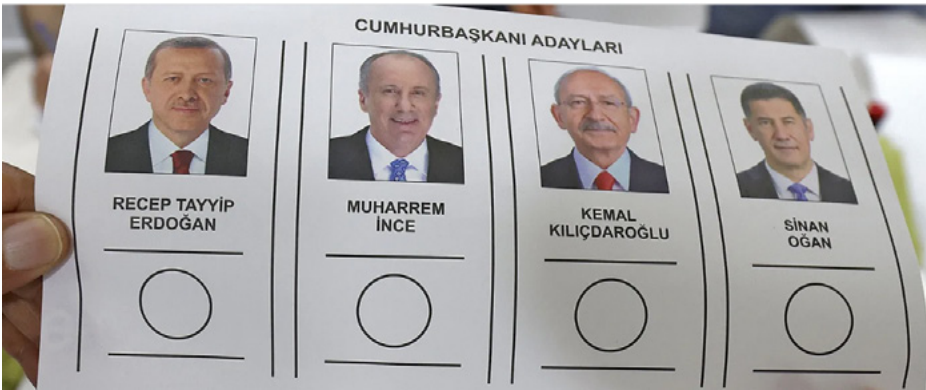 CUMHURBAŞKANI ADAYLARI
RECEP TAYYİP
ERDOĞAN
MUHARREM
İNCE
KEMAL
KILIÇDAROĞLU
SİNAN
OĞAN